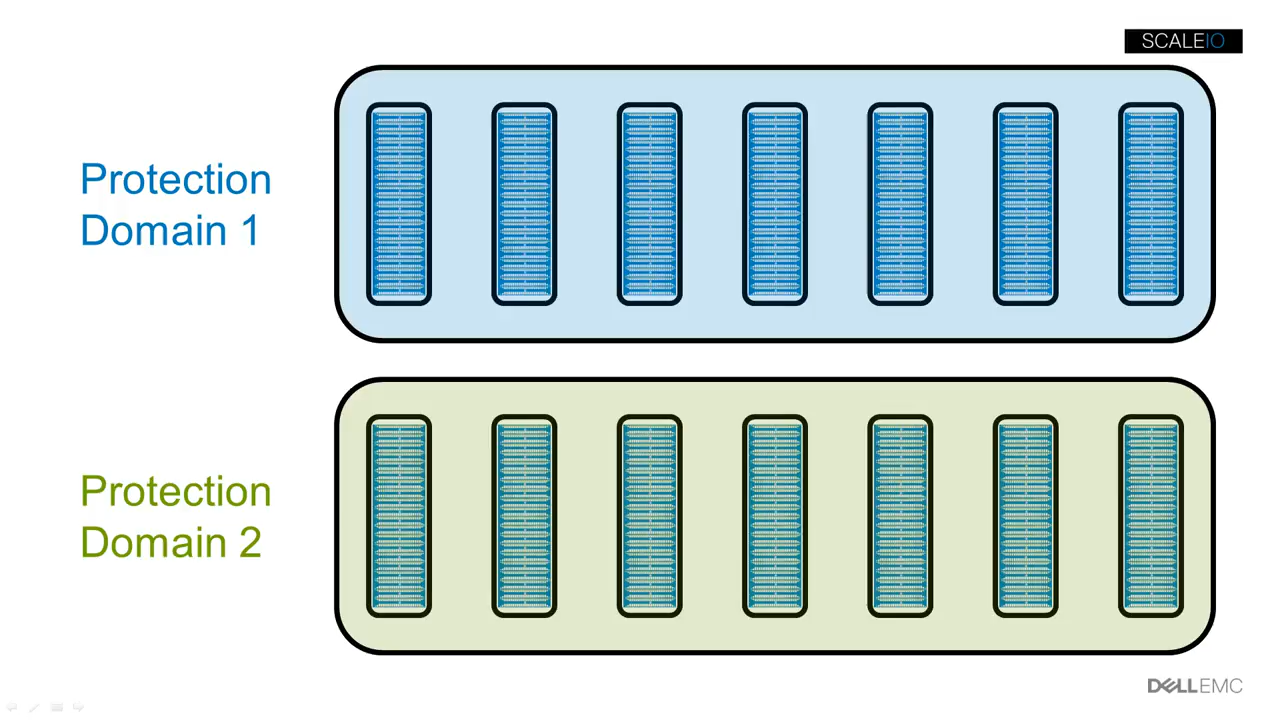 SCALEIO
Protection
Domain 1
Protection
Domain 2
DELLEMC